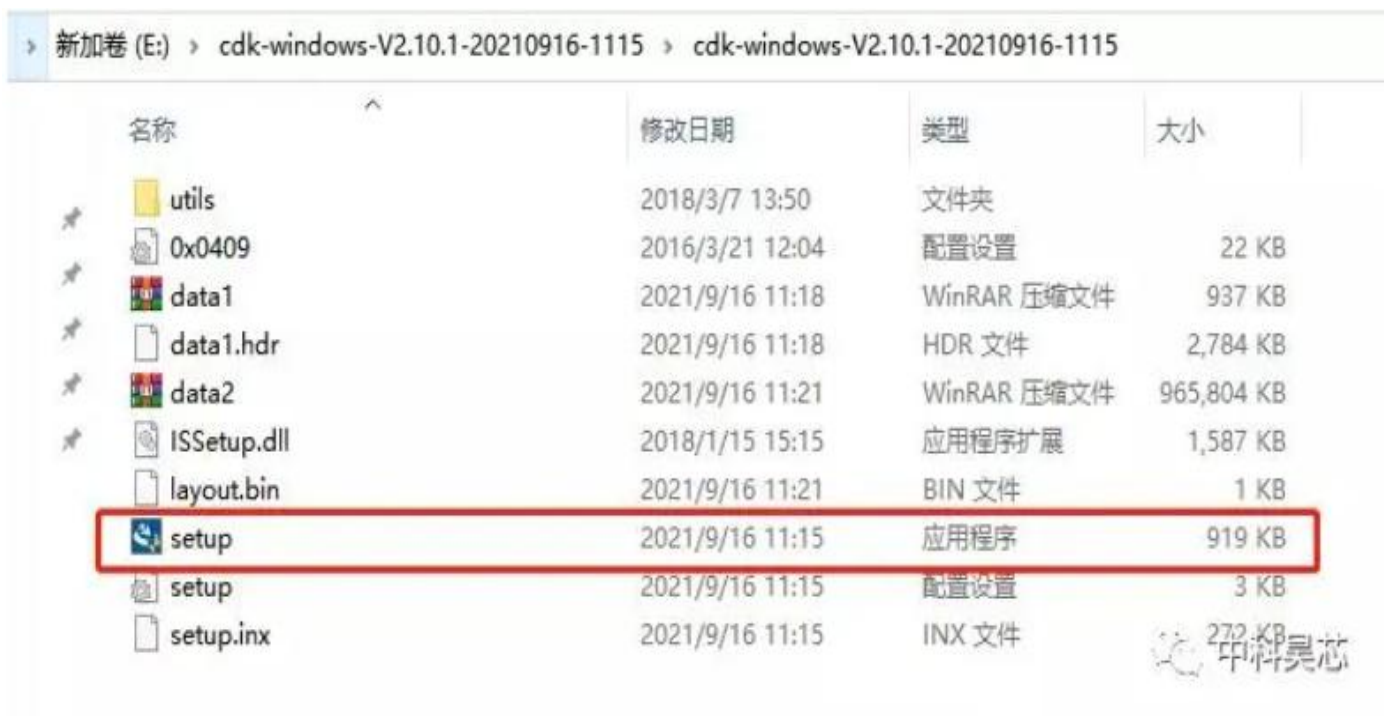 新加卷 (E:) › cdk-windows-V2.10.1-20210916-1115 › cdk-windows-V2.10.1-20210916-1115
名称 修改日期 类型 大小
utils 2018/3/7 13:50 文件夹
0x0409 2016/3/21 12:04 配置设置 22 KB
data1 2021/9/16 11:18 WinRAR 压缩文件 937 KB
data1.hdr 2021/9/16 11:18 HDR 文件 2,784 KB
data2 2021/9/16 11:21 WinRAR 压缩文件 965,804 KB
ISSetup.dll 2018/1/15 15:15 应用程序扩展 1,587 KB
layout.bin 2021/9/16 11:21 BIN 文件 1 KB
setup 2021/9/16 11:15 应用程序 919 KB
setup 2021/9/16 11:15 配置设置 3 KB
setup.inx 2021/9/16 11:15 INX 文件 272 KB
中科昊芯